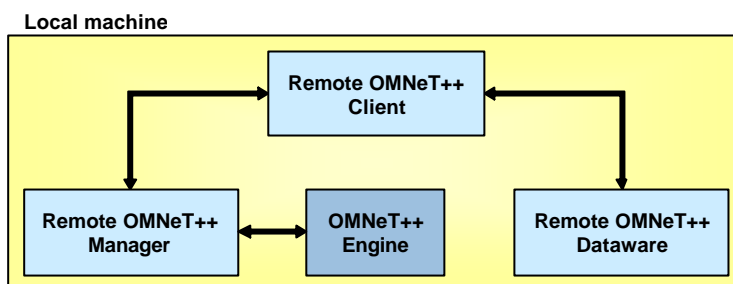 Local machine
Remote OMNeT++
Client
Remote OMNeT++
Manager
OMNeT++
Engine
Remote OMNeT++
Dataware